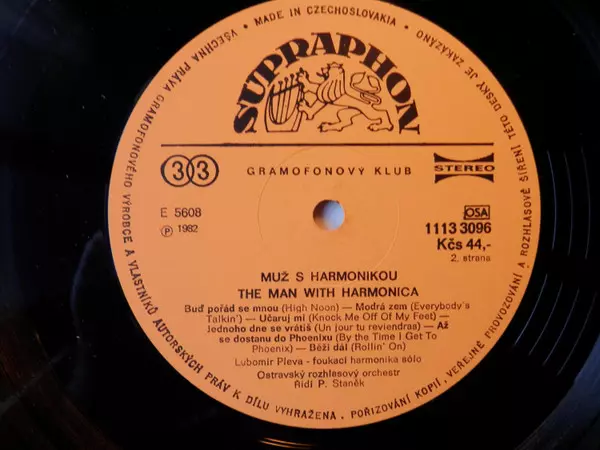 • MADE IN CZECHOSLOVAKIA • VŠECHNA PRÁVA GRAMOFONOVÉHO VÝROBCE A VLASTNÍKŮ AUTORSKÝCH PRÁV K DÍLU VYHRAŽENA. POŘIZOVÁNÍ KOPIÍ, VEŘEJNÉ PROVOZOVÁNÍ A ROZHLASOVÉ ŠÍŘENÍ TÉTO DESKY JE ZAKÁZÁNO
SUPRAPHON
33 GRAMOFONOVÝ KLUB STEREO
E 5608
Ⓟ 1982
OSA
1113 3096
Kčs 44,-
2. strana
MUŽ S HARMONIKOU
THE MAN WITH HARMONICA
Buď pořád se mnou (High Noon) — Modrá zem (Everybody's
Talkin') — Učaruj mi (Knock Me Off Of My Feet) —
Jednoho dne se vrátíš (Un jour tu reviendras) — Až
se dostanu do Phoenixu (By the Time I Get To
Phoenix) — Běží dál (Rollin' On)
Lubomír Pleva - foukací harmonika sólo
Ostravský rozhlasový orchestr
Řídí P. Staněk